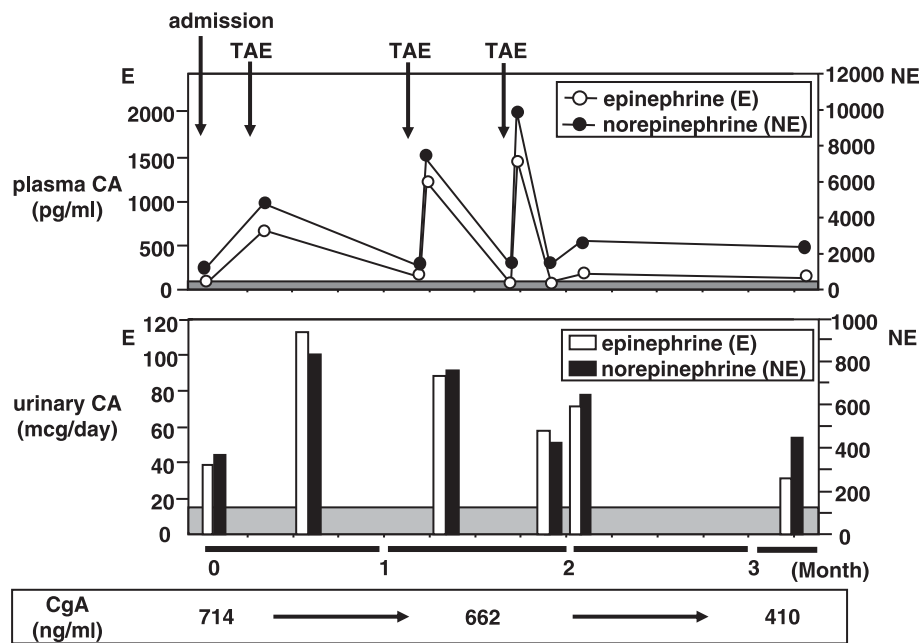 admission
TAE TAE TAE
E 12000 NE
epinephrine (E)
norepinephrine (NE)
2000 10000
1500 8000
1000 6000
500 4000
2000
0 0
plasma CA
(pg/ml)
E 120 1000 NE
epinephrine (E)
norepinephrine (NE)
100 800
80 600
60 400
40 200
20
0 0
urinary CA
(mcg/day)
0 1 2 3 (Month)
CgA
(ng/ml)
714 662 410